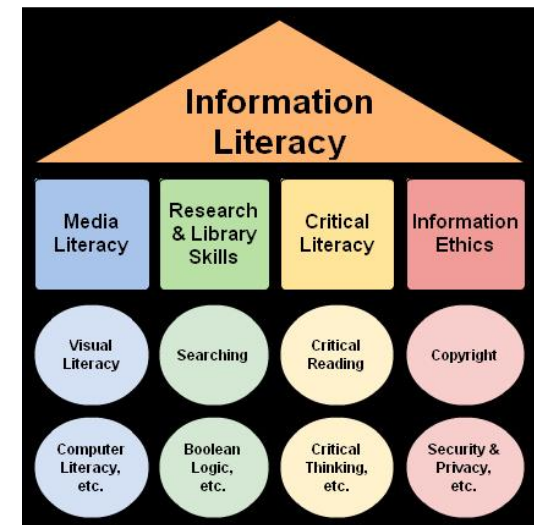 Information
Literacy
Media
Literacy
Research
& Library
Skills
Critical
Literacy
Information
Ethics
Visual
Literacy
Searching
Critical
Reading
Copyright
Computer
Literacy,
etc.
Boolean
Logic,
etc.
Critical
Thinking,
etc.
Security &
Privacy,
etc.